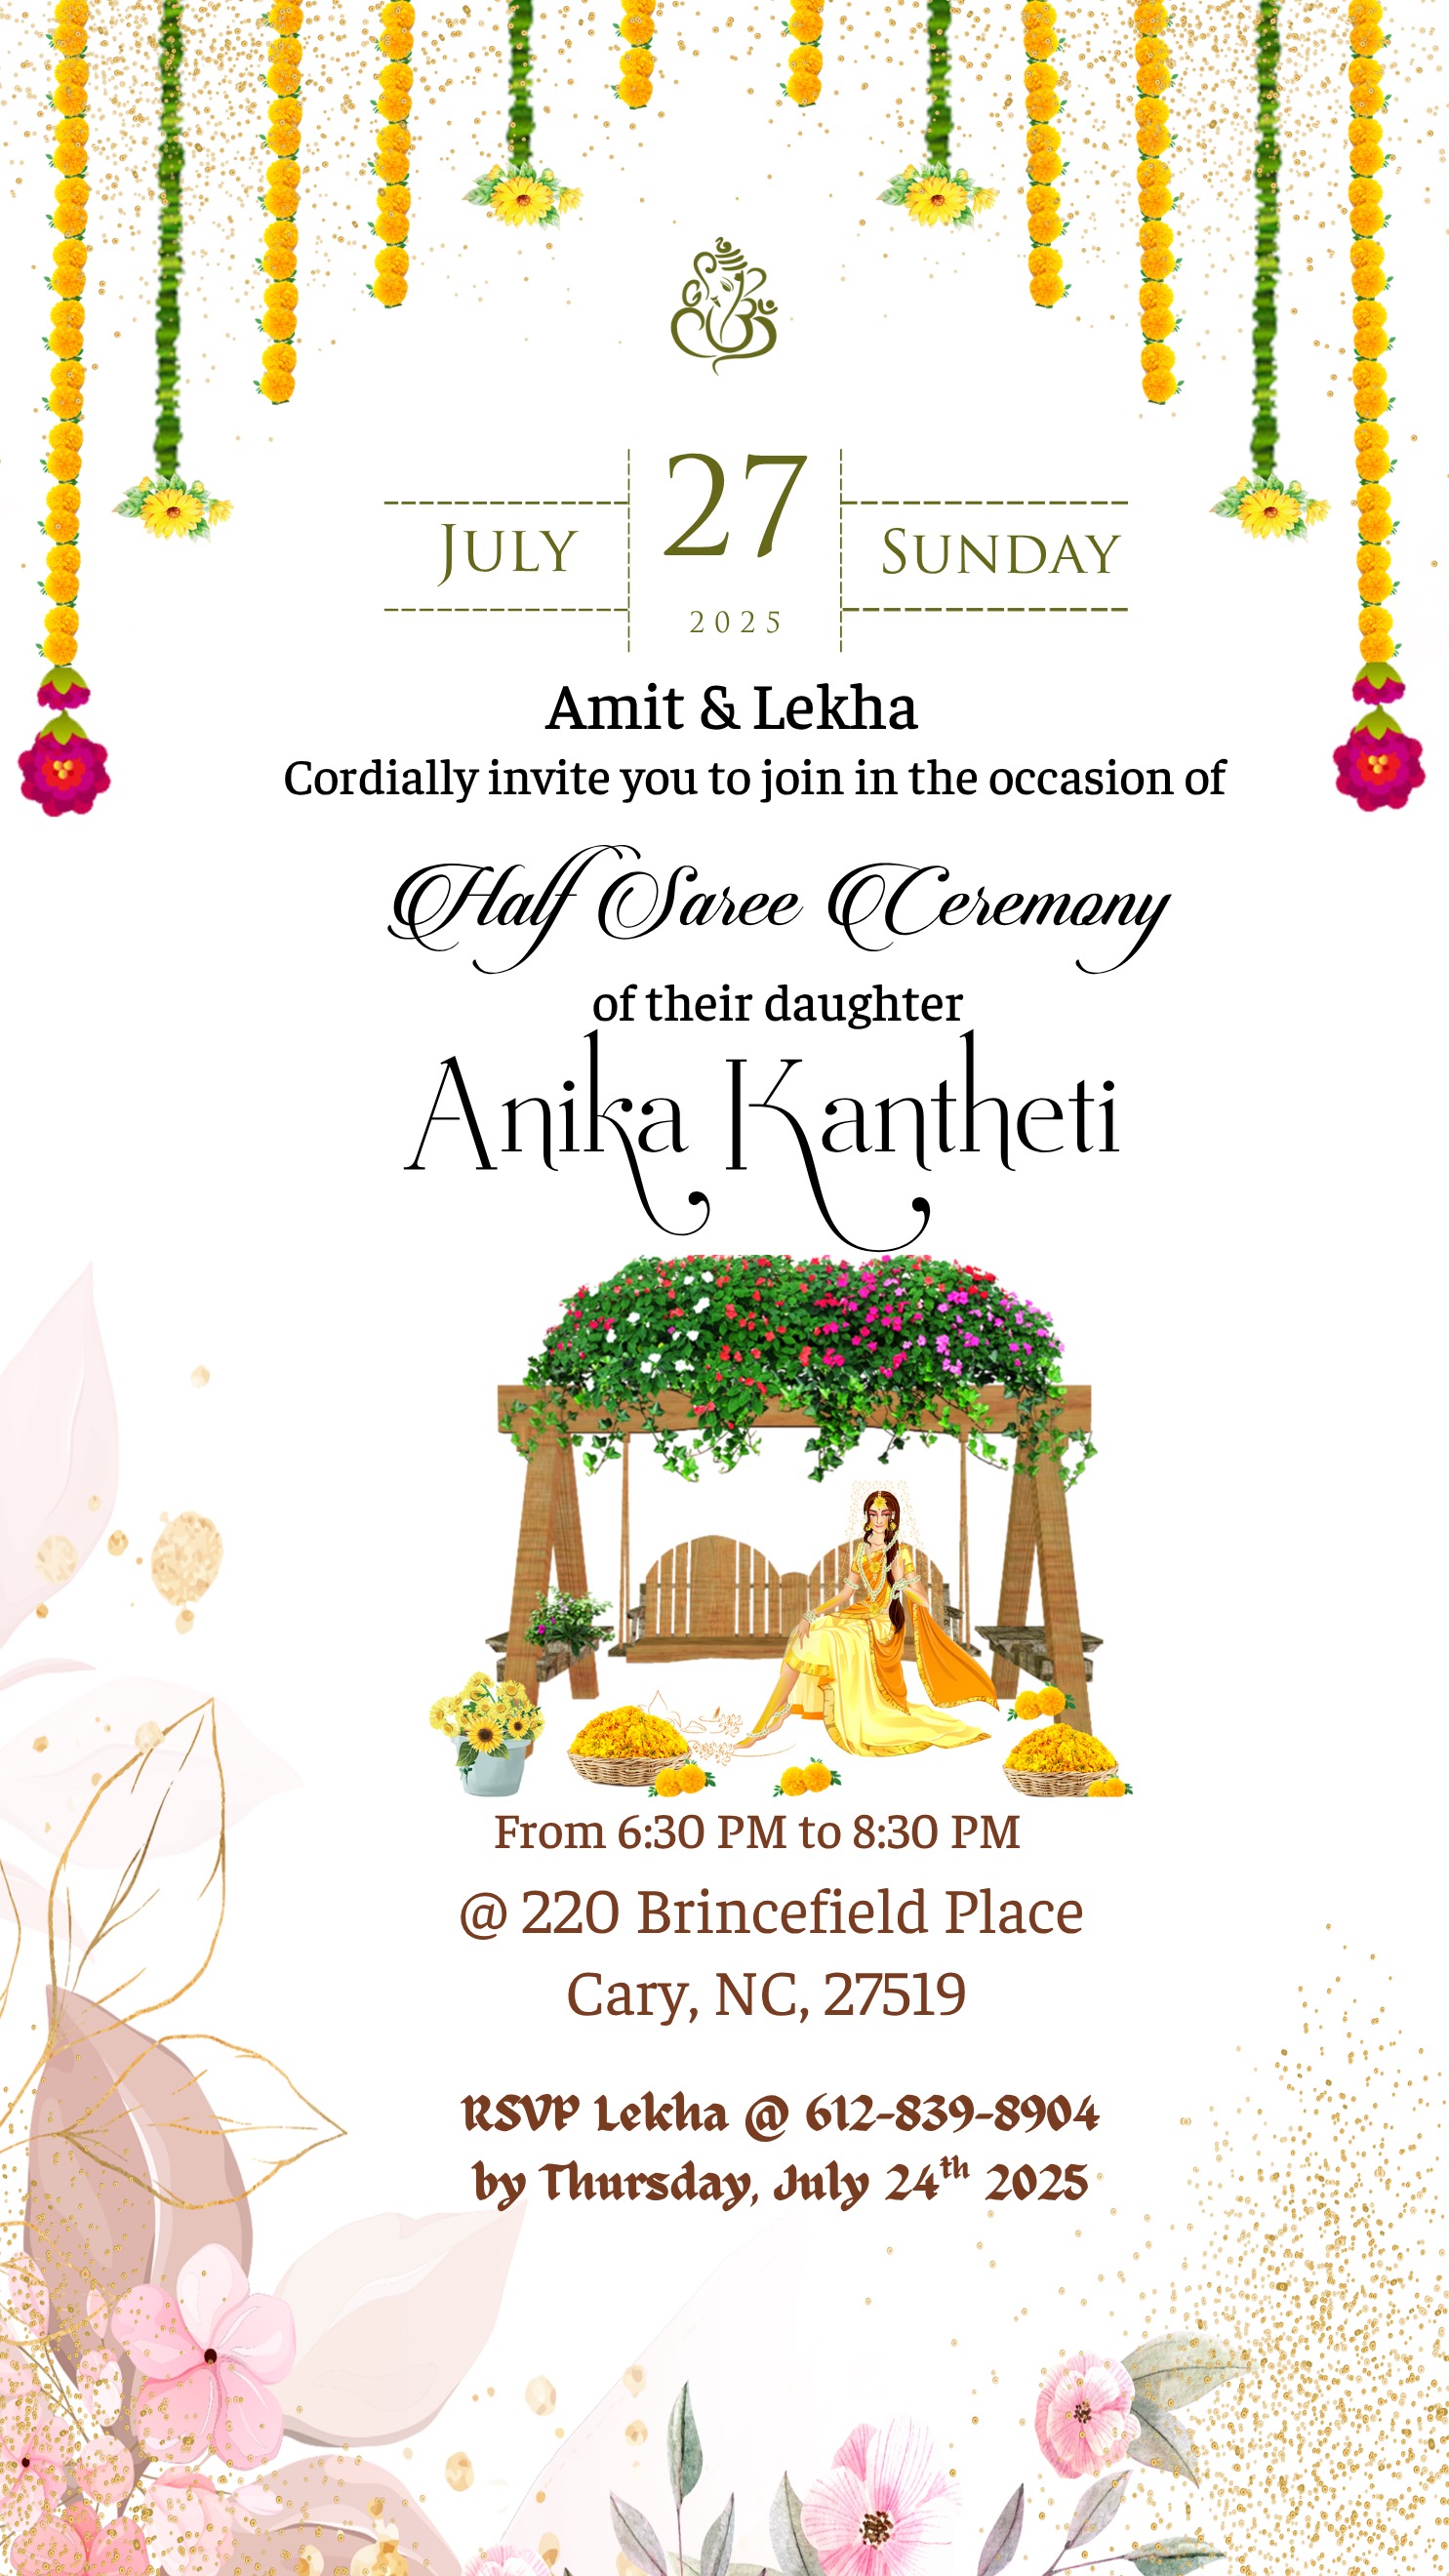 July
27
2025
Sunday
Amit & Lekha
Cordially invite you to join in the occasion of
Half Saree Ceremony
of their daughter
Anika Kantheti
From 6:30 PM to 8:30 PM
@ 220 Brincefield Place
Cary, NC, 27519
RSVP Lekha @ 612-839-8904
by Thursday, July 24th 2025